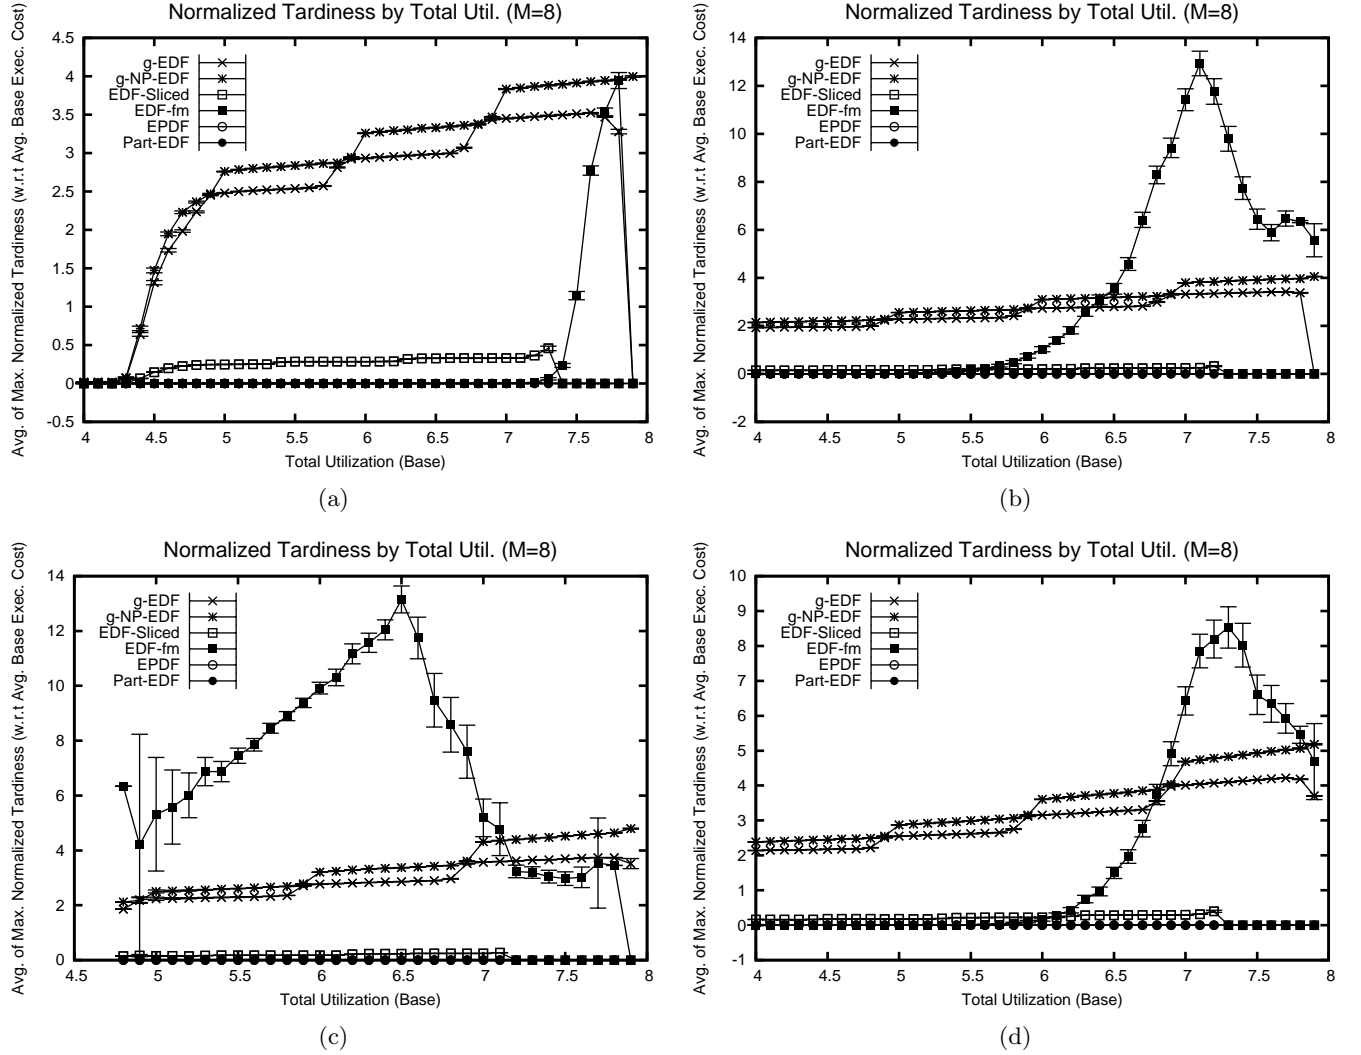 Normalized Tardiness by Total Util. (M=8)
Avg. of Max. Normalized Tardiness (w.r.t Avg. Base Exec. Cost)
4.5
4
3.5
3
2.5
2
1.5
1
0.5
0
-0.5
g-EDF
g-NP-EDF
EDF-Sliced
EDF-fm
EPDF
Part-EDF
4 4.5 5 5.5 6 6.5 7 7.5 8
Total Utilization (Base)
(a)
Normalized Tardiness by Total Util. (M=8)
Avg. of Max. Normalized Tardiness (w.r.t Avg. Base Exec. Cost)
14
12
10
8
6
4
2
0
-2
g-EDF
g-NP-EDF
EDF-Sliced
EDF-fm
EPDF
Part-EDF
4 4.5 5 5.5 6 6.5 7 7.5 8
Total Utilization (Base)
(b)
Normalized Tardiness by Total Util. (M=8)
Avg. of Max. Normalized Tardiness (w.r.t Avg. Base Exec. Cost)
14
12
10
8
6
4
2
0
g-EDF
g-NP-EDF
EDF-Sliced
EDF-fm
EPDF
Part-EDF
4.5 5 5.5 6 6.5 7 7.5 8
Total Utilization (Base)
(c)
Normalized Tardiness by Total Util. (M=8)
Avg. of Max. Normalized Tardiness (w.r.t Avg. Base Exec. Cost)
10
9
8
7
6
5
4
3
2
1
0
-1
g-EDF
g-NP-EDF
EDF-Sliced
EDF-fm
EPDF
Part-EDF
4 4.5 5 5.5 6 6.5 7 7.5 8
Total Utilization (Base)
(d)